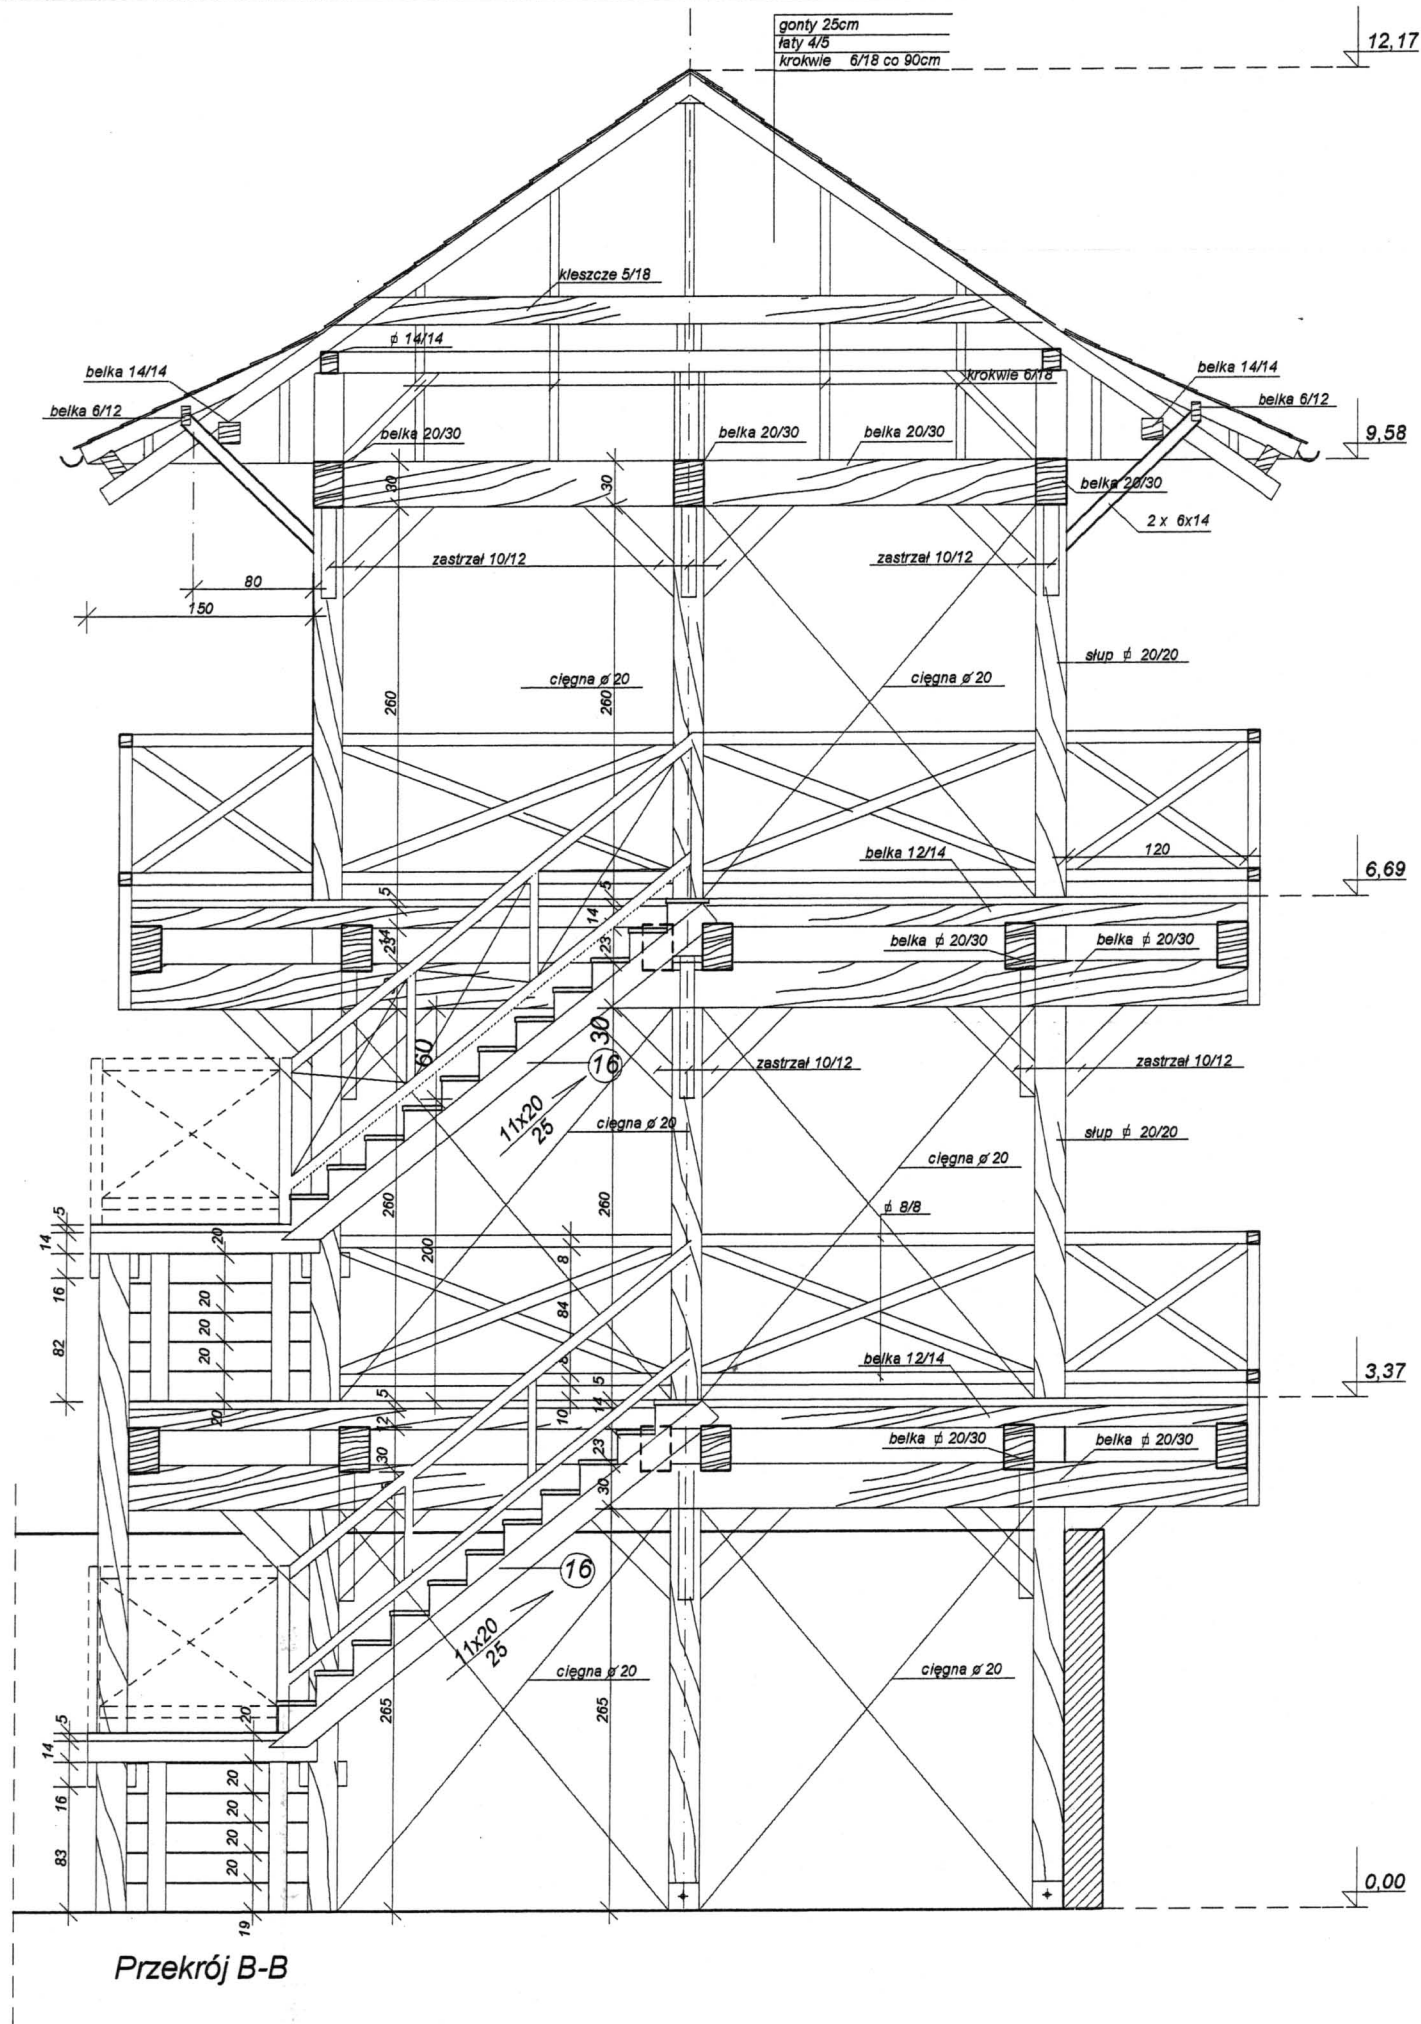 gonty 25cm
łaty 4/5
krokwie 6/18 co 90cm
12,17
kleszcze 5/18
⌀ 14/14
belka 14/14
belka 14/14
krokwie 6/18
belka 6/12
belka 6/12
belka 20/30
belka 20/30
belka 20/30
9,58
30
30
belka 20/30
2 x 6x14
zastrzał 10/12
zastrzał 10/12
80
150
słup ⌀ 20/20
cięgna ø 20
cięgna ø 20
260
260
belka 12/14
120
6,69
5
5
14
14
23
23
belka ⌀ 20/30
belka ⌀ 20/30
30
60
16
zastrzał 10/12
zastrzał 10/12
11x20
25
cięgna ø 20
słup ⌀ 20/20
cięgna ø 20
260
260
200
⌀ 8/8
5
14
20
8
16
20
84
82
20
20
belka 12/14
3,37
5
5
20
12
10
14
30
23
30
belka ⌀ 20/30
belka ⌀ 20/30
16
11x20
25
cięgna ø 20
cięgna ø 20
265
265
5
14
20
16
20
20
83
20
20
19
0,00
Przekrój B-B